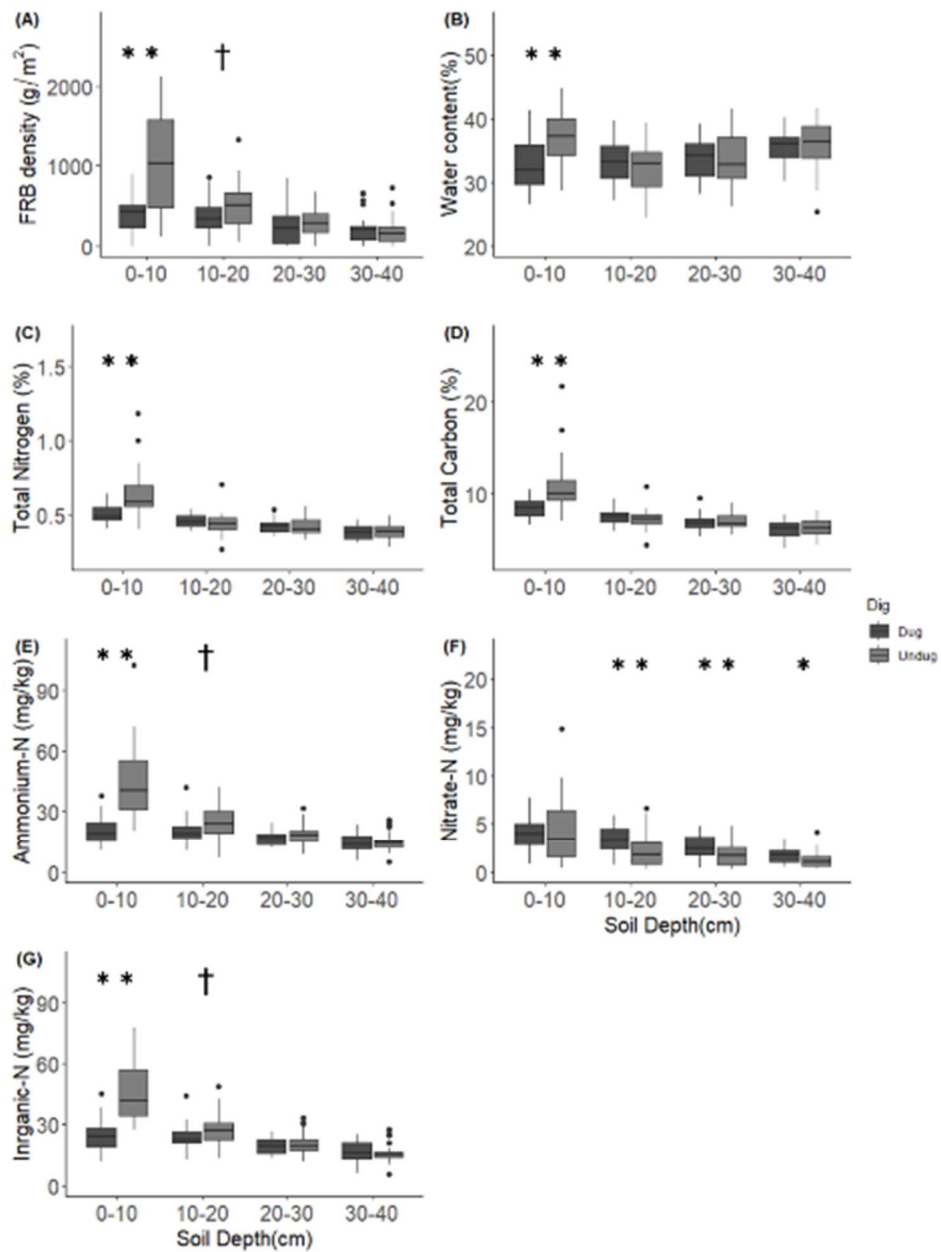 (A)
FRB density (g/m²)
2000
1000
0
** †
0-10 10-20 20-30 30-40
(B)
Water content(%)
50
40
30
20
**
0-10 10-20 20-30 30-40
(C)
Total Nitrogen (%)
1.5
1.0
0.5
**
0-10 10-20 20-30 30-40
(D)
Total Carbon (%)
20
10
**
0-10 10-20 20-30 30-40
Dig
Dug
Undug
(E)
Ammonium-N (mg/kg)
90
60
30
0
** †
0-10 10-20 20-30 30-40
(F)
Nitrate-N (mg/kg)
20
15
10
5
0
** ** *
0-10 10-20 20-30 30-40
Soil Depth(cm)
(G)
Inrganic-N (mg/kg)
90
60
30
0
** †
0-10 10-20 20-30 30-40
Soil Depth(cm)